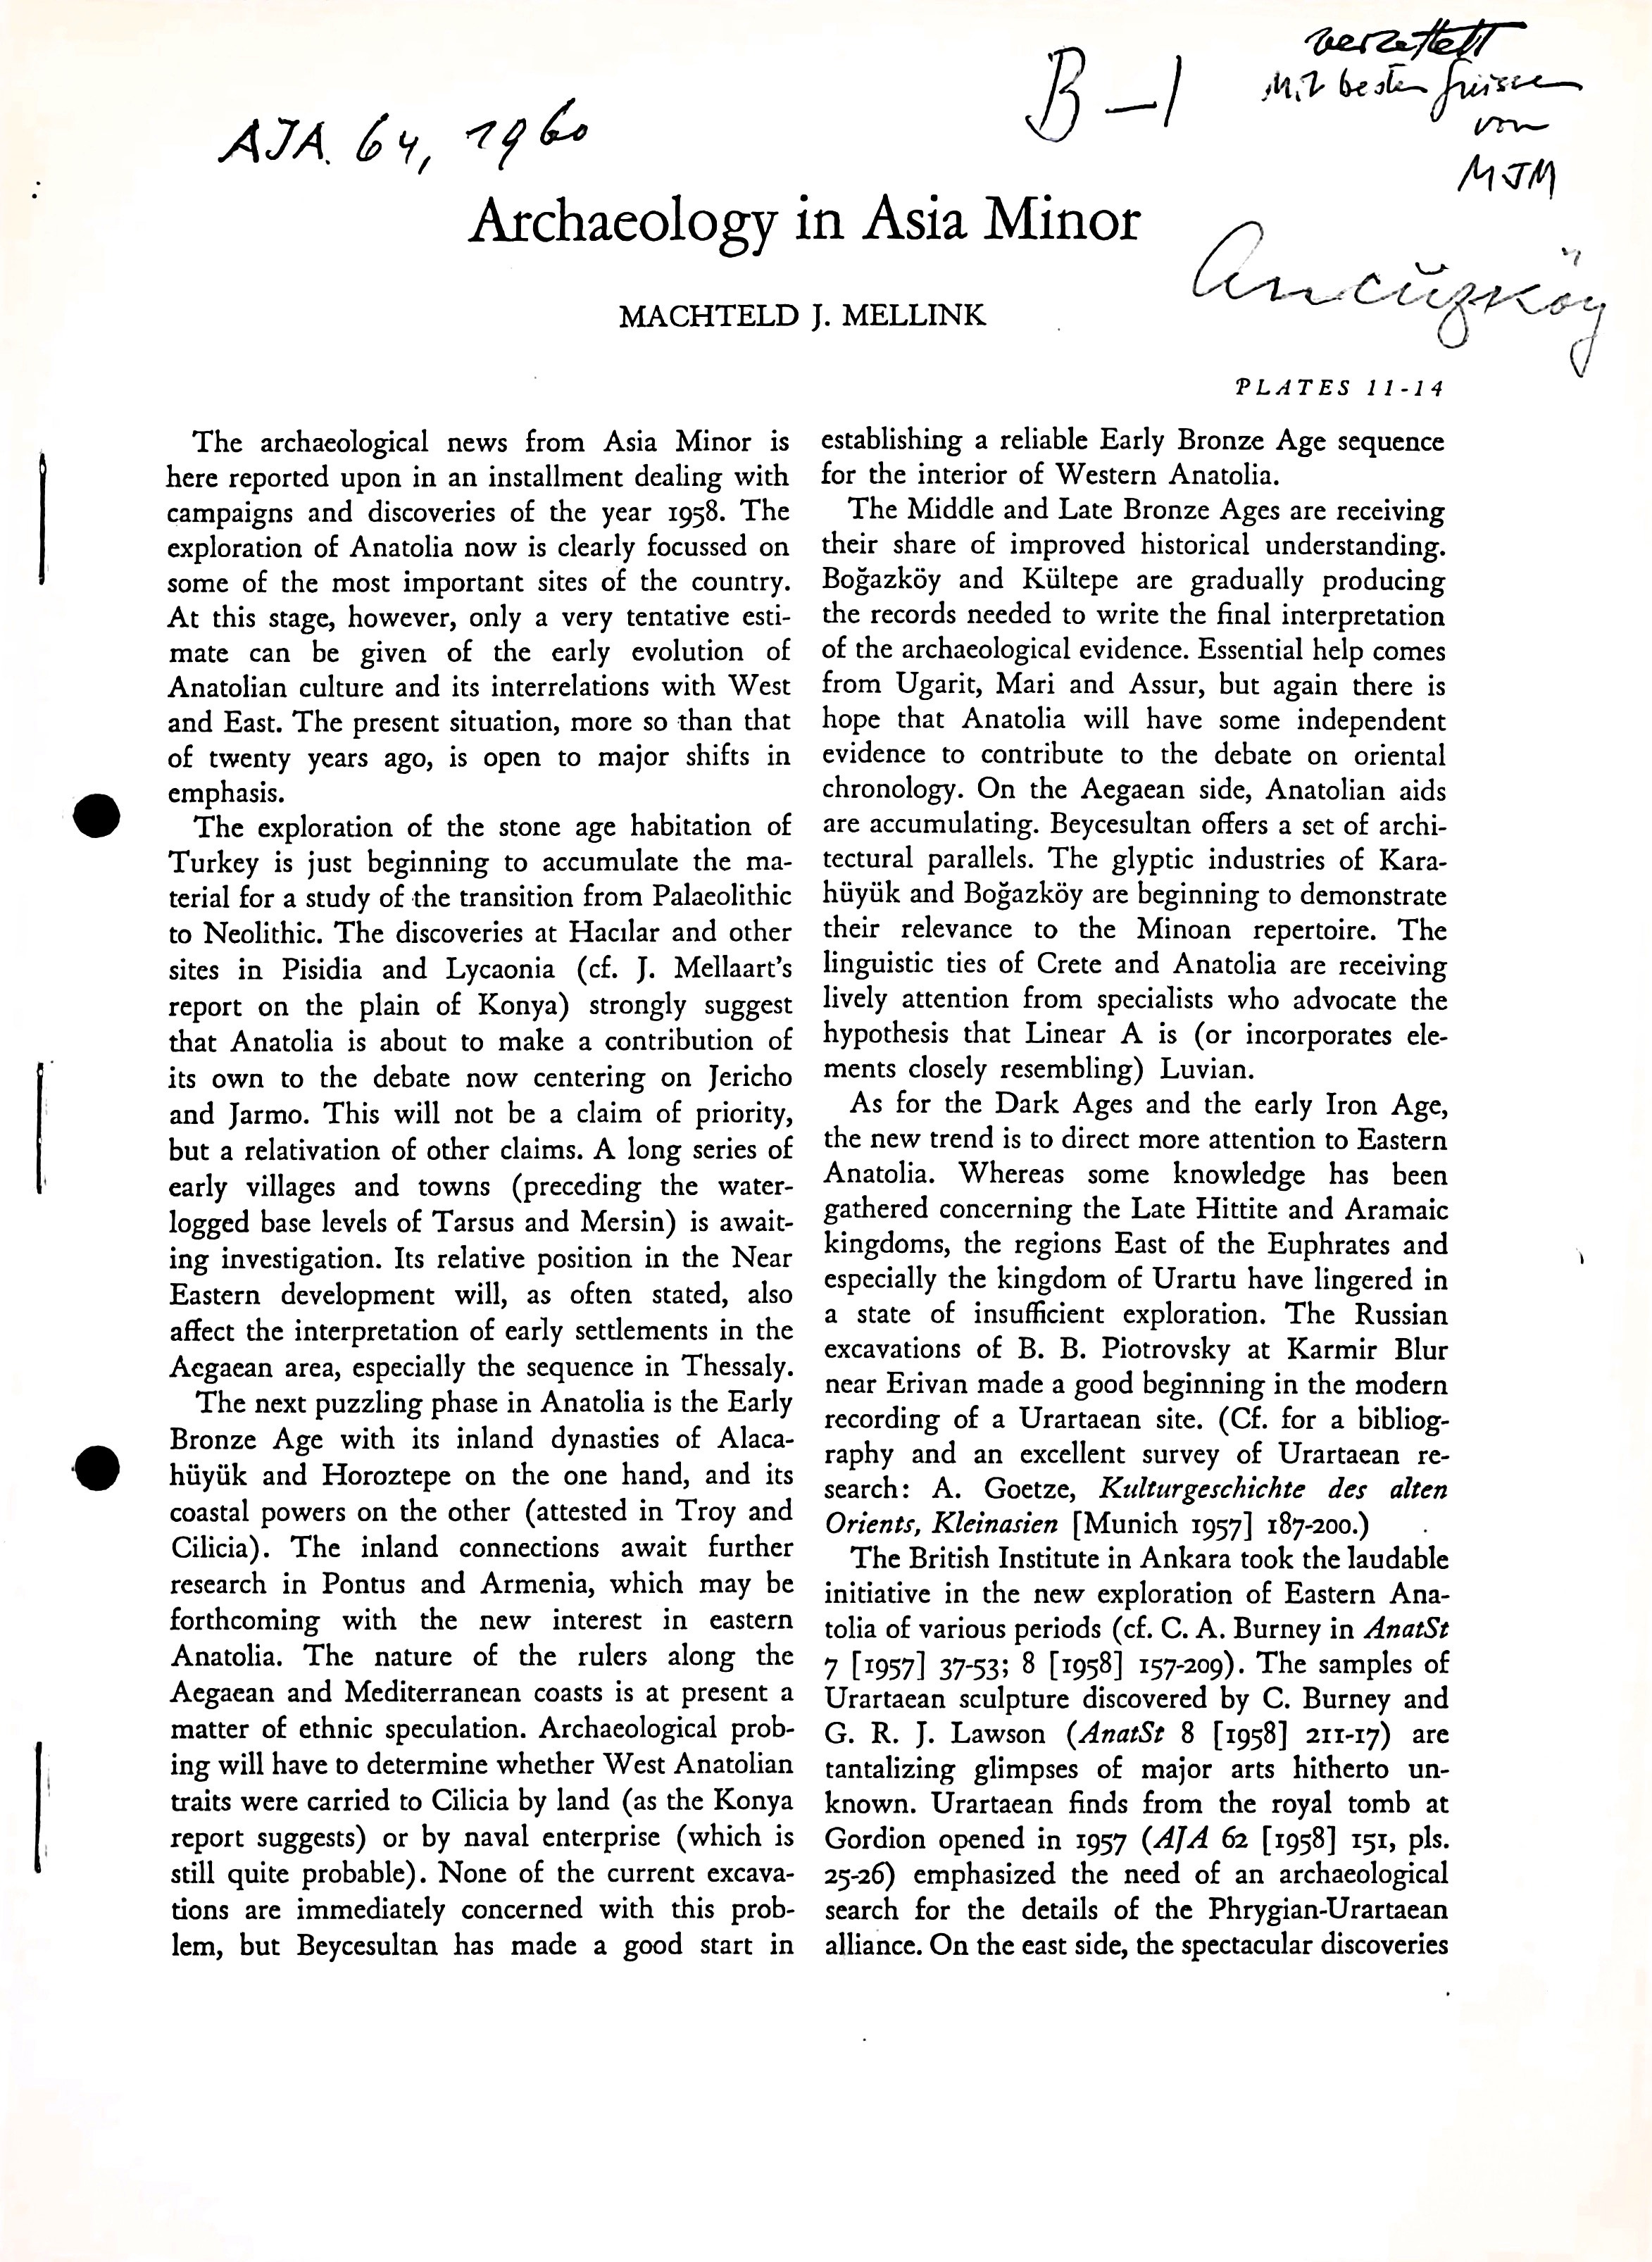 verzettelt
Mit besten Grüssen
von
MJM
B-1
AJA. 64, 1960
Archaeology in Asia Minor
MACHTELD J. MELLINK
PLATES 11-14
The archaeological news from Asia Minor is
here reported upon in an installment dealing with
campaigns and discoveries of the year 1958. The
exploration of Anatolia now is clearly focussed on
some of the most important sites of the country.
At this stage, however, only a very tentative esti-
mate can be given of the early evolution of
Anatolian culture and its interrelations with West
and East. The present situation, more so than that
of twenty years ago, is open to major shifts in
emphasis.
The exploration of the stone age habitation of
Turkey is just beginning to accumulate the ma-
terial for a study of the transition from Palaeolithic
to Neolithic. The discoveries at Hacılar and other
sites in Pisidia and Lycaonia (cf. J. Mellaart's
report on the plain of Konya) strongly suggest
that Anatolia is about to make a contribution of
its own to the debate now centering on Jericho
and Jarmo. This will not be a claim of priority,
but a relativation of other claims. A long series of
early villages and towns (preceding the water-
logged base levels of Tarsus and Mersin) is await-
ing investigation. Its relative position in the Near
Eastern development will, as often stated, also
affect the interpretation of early settlements in the
Aegaean area, especially the sequence in Thessaly.
The next puzzling phase in Anatolia is the Early
Bronze Age with its inland dynasties of Alaca-
hüyük and Horoztepe on the one hand, and its
coastal powers on the other (attested in Troy and
Cilicia). The inland connections await further
research in Pontus and Armenia, which may be
forthcoming with the new interest in eastern
Anatolia. The nature of the rulers along the
Aegaean and Mediterranean coasts is at present a
matter of ethnic speculation. Archaeological prob-
ing will have to determine whether West Anatolian
traits were carried to Cilicia by land (as the Konya
report suggests) or by naval enterprise (which is
still quite probable). None of the current excava-
tions are immediately concerned with this prob-
lem, but Beycesultan has made a good start in
establishing a reliable Early Bronze Age sequence
for the interior of Western Anatolia.
The Middle and Late Bronze Ages are receiving
their share of improved historical understanding.
Boğazköy and Kültepe are gradually producing
the records needed to write the final interpretation
of the archaeological evidence. Essential help comes
from Ugarit, Mari and Assur, but again there is
hope that Anatolia will have some independent
evidence to contribute to the debate on oriental
chronology. On the Aegaean side, Anatolian aids
are accumulating. Beycesultan offers a set of archi-
tectural parallels. The glyptic industries of Kara-
hüyük and Boğazköy are beginning to demonstrate
their relevance to the Minoan repertoire. The
linguistic ties of Crete and Anatolia are receiving
lively attention from specialists who advocate the
hypothesis that Linear A is (or incorporates ele-
ments closely resembling) Luvian.
As for the Dark Ages and the early Iron Age,
the new trend is to direct more attention to Eastern
Anatolia. Whereas some knowledge has been
gathered concerning the Late Hittite and Aramaic
kingdoms, the regions East of the Euphrates and
especially the kingdom of Urartu have lingered in
a state of insufficient exploration. The Russian
excavations of B. B. Piotrovsky at Karmir Blur
near Erivan made a good beginning in the modern
recording of a Urartaean site. (Cf. for a bibliog-
raphy and an excellent survey of Urartaean re-
search: A. Goetze, Kulturgeschichte des alten
Orients, Kleinasien [Munich 1957] 187-200.)
The British Institute in Ankara took the laudable
initiative in the new exploration of Eastern Ana-
tolia of various periods (cf. C. A. Burney in AnatSt
7 [1957] 37-53; 8 [1958] 157-209). The samples of
Urartaean sculpture discovered by C. Burney and
G. R. J. Lawson (AnatSt 8 [1958] 211-17) are
tantalizing glimpses of major arts hitherto un-
known. Urartaean finds from the royal tomb at
Gordion opened in 1957 (AJA 62 [1958] 151, pls.
25-26) emphasized the need of an archaeological
search for the details of the Phrygian-Urartaean
alliance. On the east side, the spectacular discoveries